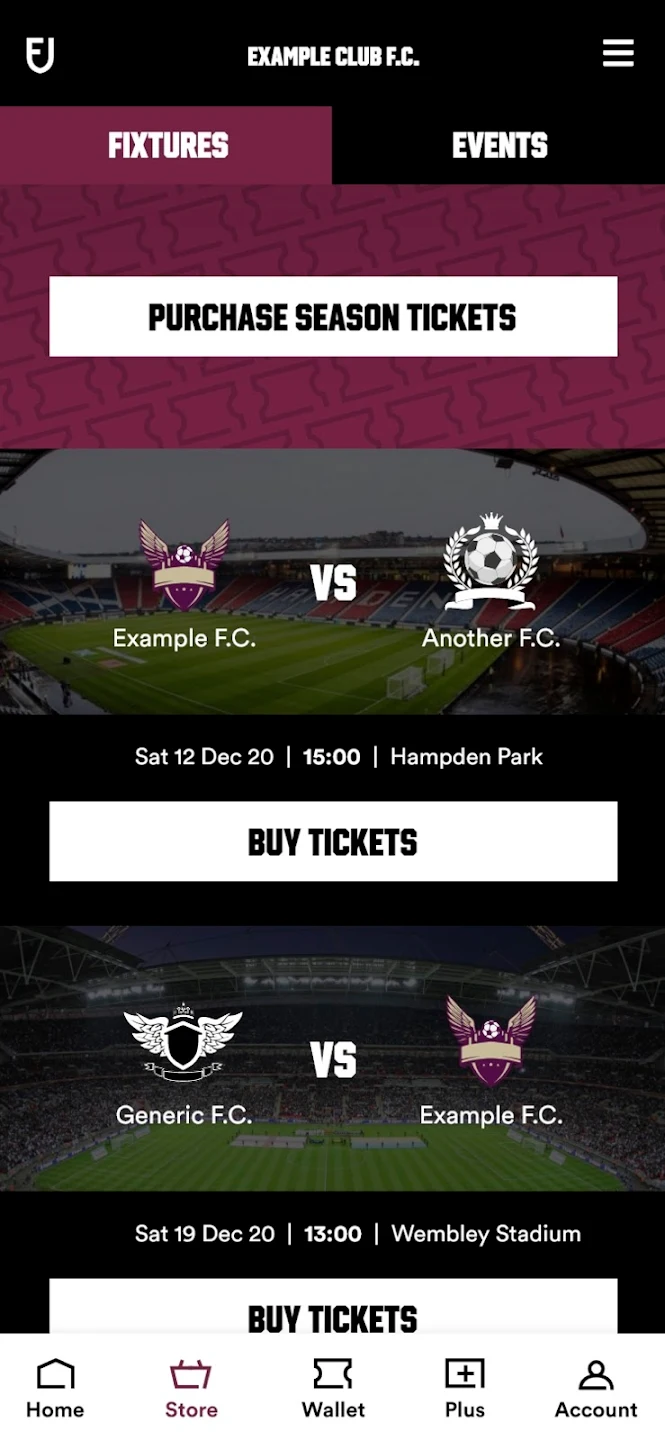 FJ
EXAMPLE CLUB F.C.
FIXTURES
EVENTS
PURCHASE SEASON TICKETS
HAMPDEN
VS
Example F.C.
Another F.C.
Sat 12 Dec 20 | 15:00 | Hampden Park
BUY TICKETS
VS
Generic F.C.
Example F.C.
Sat 19 Dec 20 | 13:00 | Wembley Stadium
BUY TICKETS
Home
Store
Wallet
Plus
Account